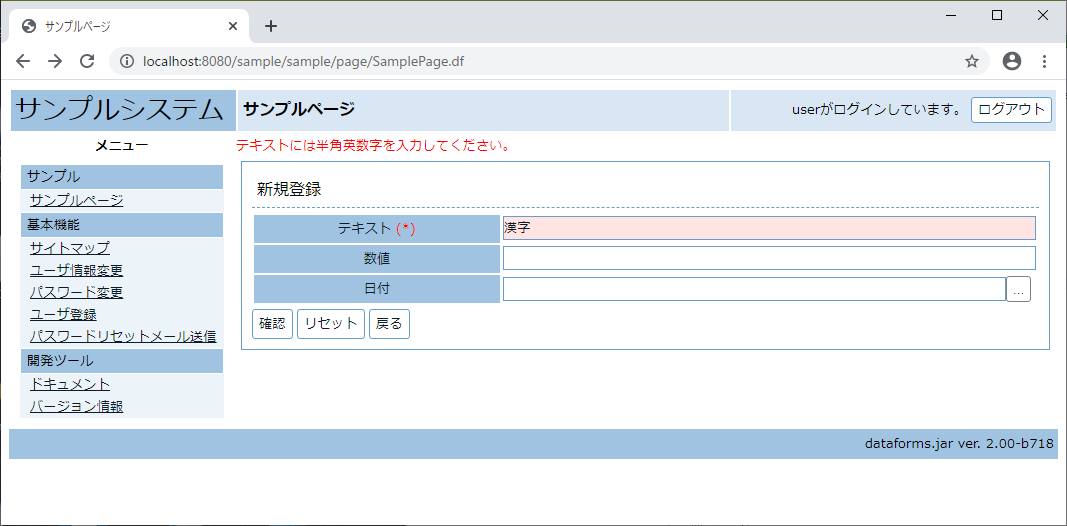 サンプルページ
localhost:8080/sample/sample/page/SamplePage.df
サンプルシステム
サンプルページ
userがログインしています。 ログアウト
メニュー
サンプル
サンプルページ
基本機能
サイトマップ
ユーザ情報変更
パスワード変更
ユーザ登録
パスワードリセットメール送信
開発ツール
ドキュメント
バージョン情報
テキストには半角英数字を入力してください。
新規登録
テキスト (*) 漢字
数値
日付 ...
確認 リセット 戻る
dataforms.jar ver. 2.00-b718